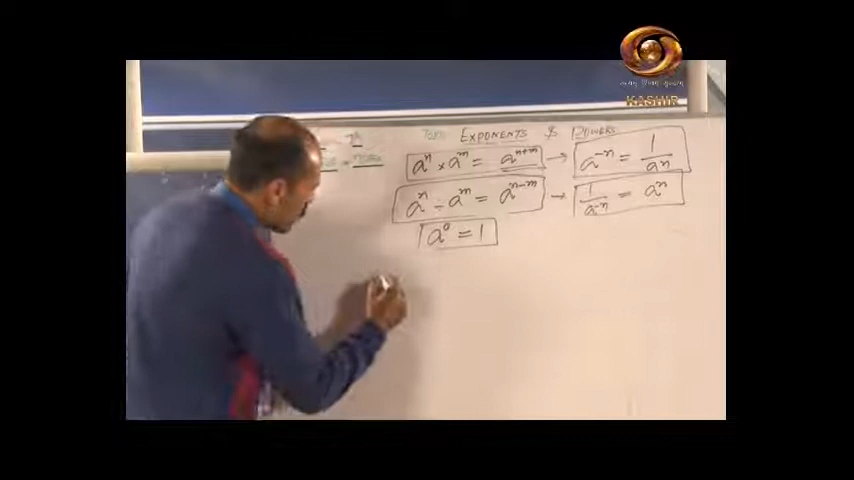 KASHIR
EXPONENTS & POWERS
aⁿ × aᵐ = aⁿ⁺ᵐ → a⁻ⁿ = 1/aⁿ
aⁿ ÷ aᵐ = aⁿ⁻ᵐ → 1/a⁻ⁿ = aⁿ
a⁰ = 1